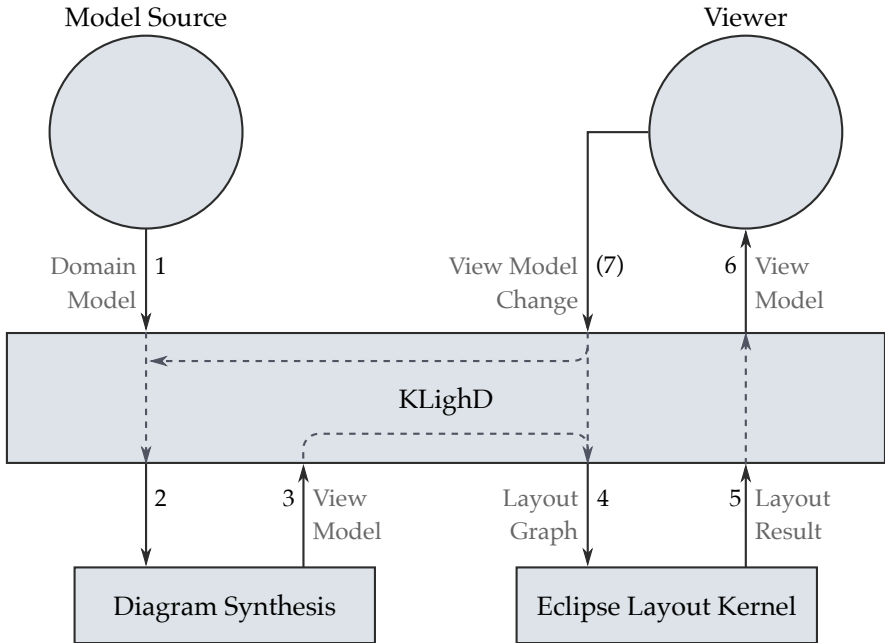 Model Source
Viewer
Domain
Model
1
View Model
Change
(7)
6
View
Model
KLighD
2
3
View
Model
Layout
Graph
4
5
Layout
Result
Diagram Synthesis
Eclipse Layout Kernel